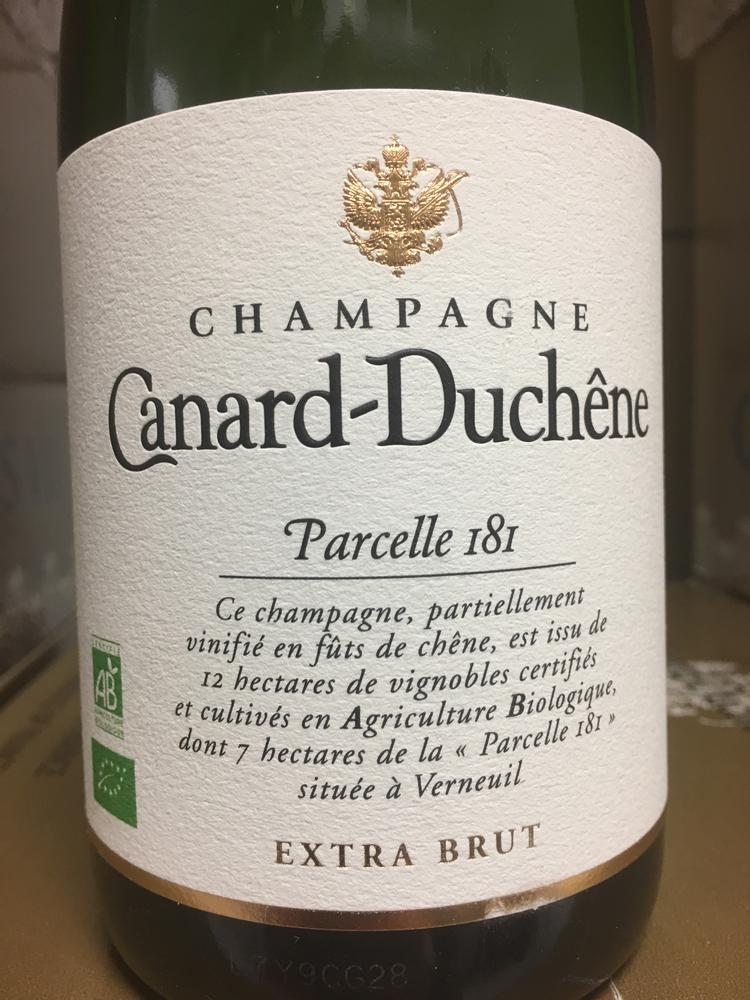 CHAMPAGNE
Canard-Duchêne
Parcelle 181
Ce champagne, partiellement
vinifié en fûts de chêne, est issu de
12 hectares de vignobles certifiés
et cultivés en Agriculture Biologique,
dont 7 hectares de la « Parcelle 181 »
située à Verneuil
AB
EXTRA BRUT
L7Y9CG28